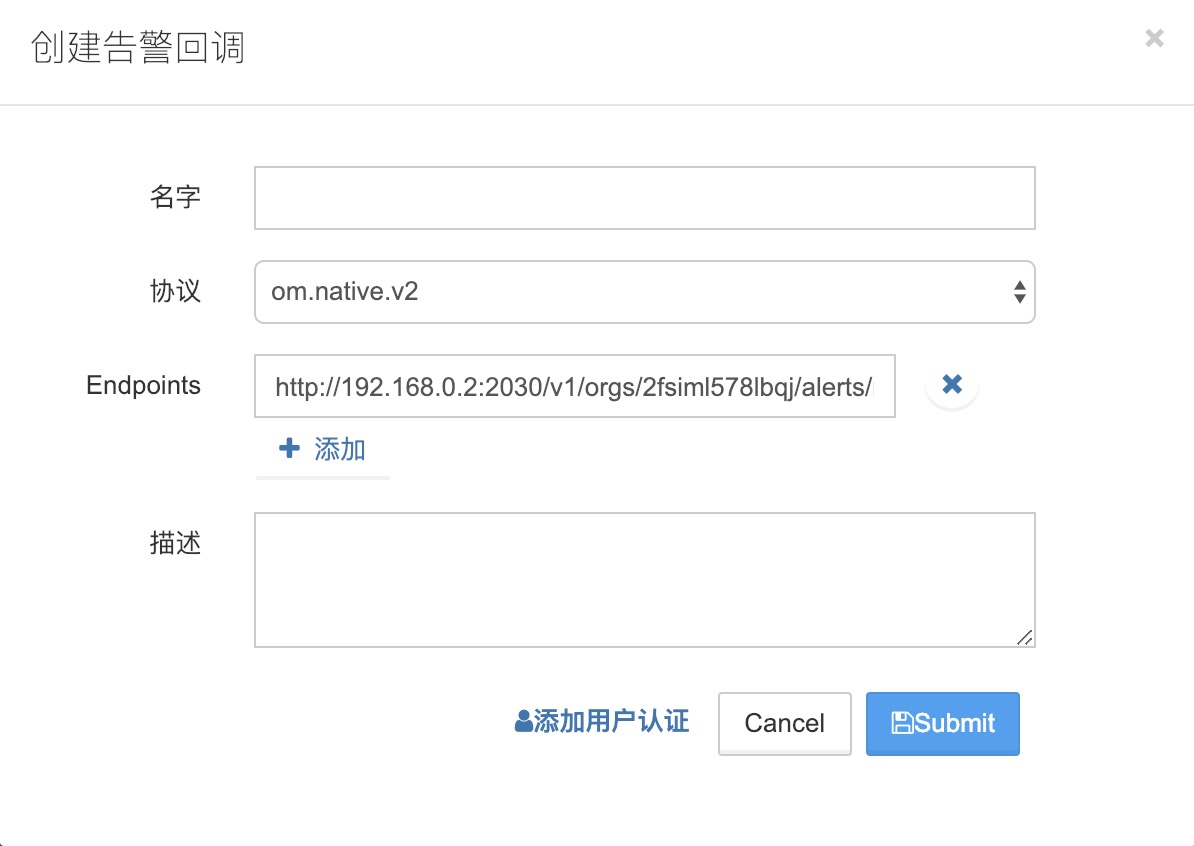 创建告警回调
名字
协议 om.native.v2
Endpoints http://192.168.0.2:2030/v1/orgs/2fsiml578lbqj/alerts/
添加
描述
添加用户认证 Cancel Submit